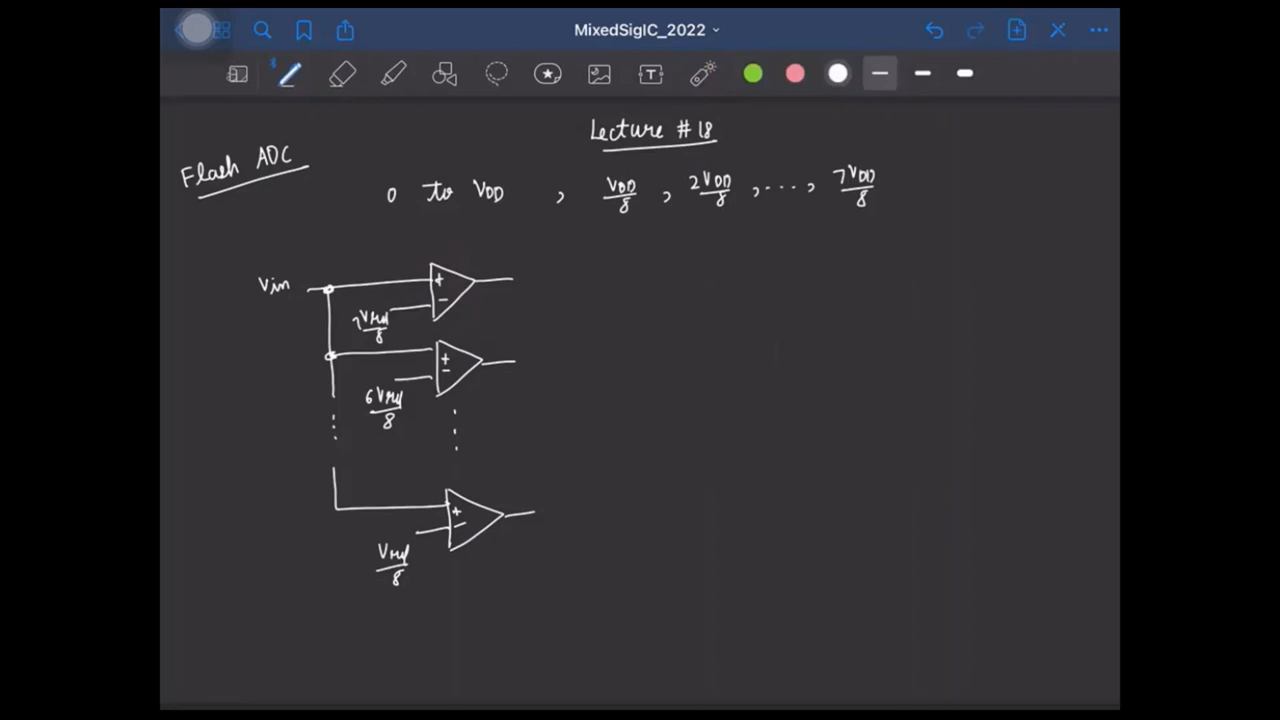 MixedSigIC_2022
T
Lecture #18
Flash ADC
0 to VDD , VDD/8 , 2VDD/8 , ... , 7VDD/8
Vin
+
-
7Vref/8
+
-
6Vref/8
+
-
Vref/8